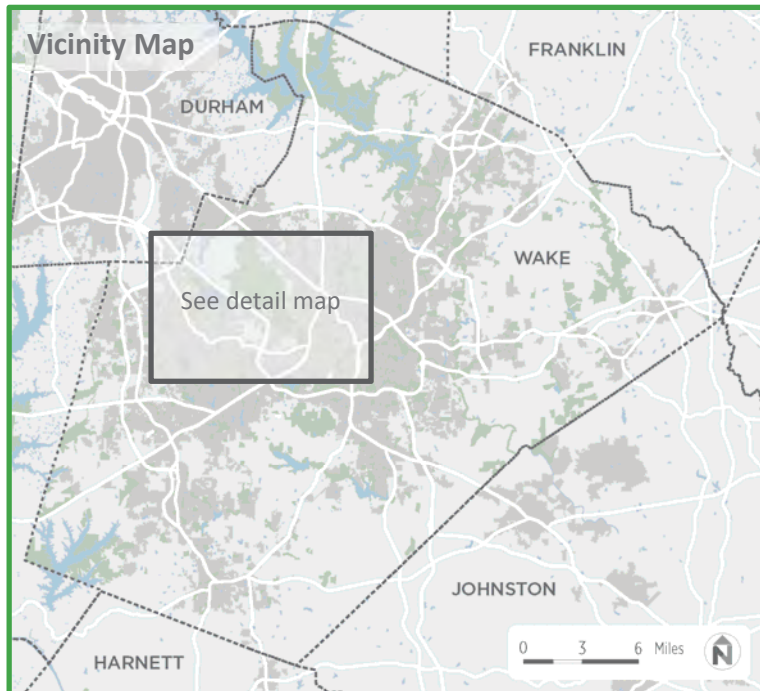 Vicinity Map
FRANKLIN
DURHAM
WAKE
See detail map
JOHNSTON
HARNETT
0 3 6 Miles
N